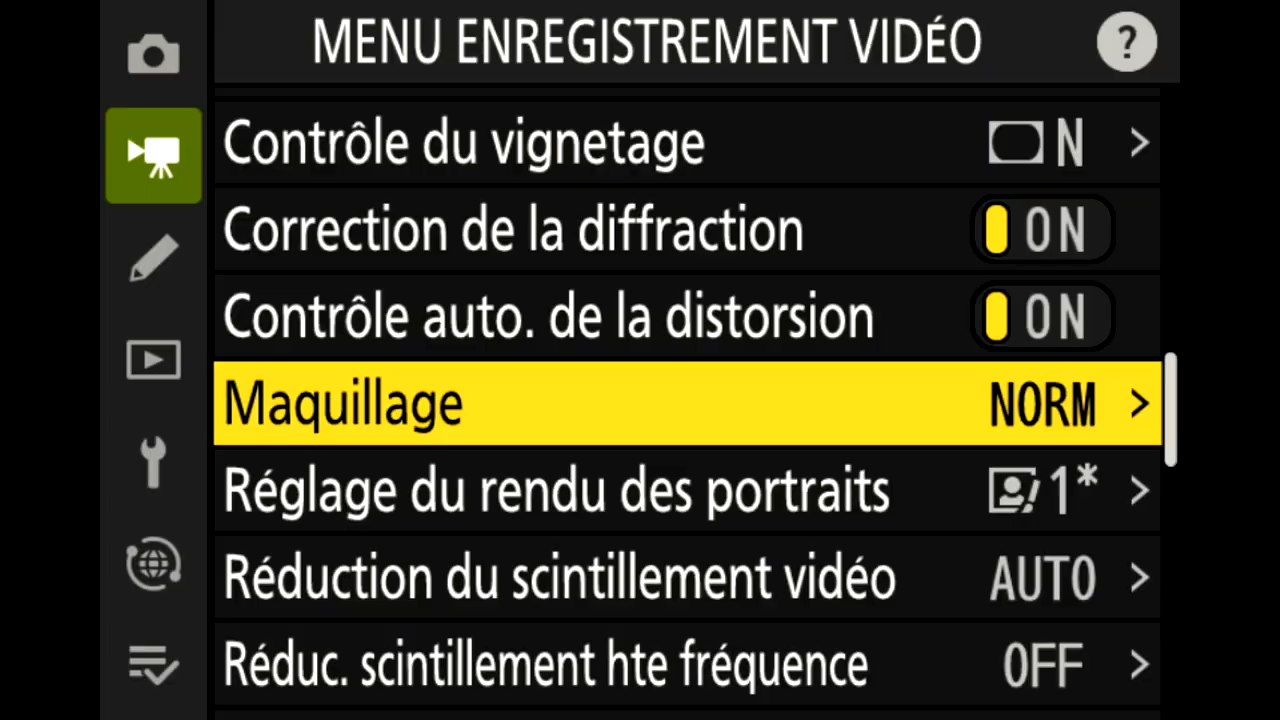 MENU ENREGISTREMENT VIDÉO ?
Contrôle du vignetage N >
Correction de la diffraction ON
Contrôle auto. de la distorsion ON
Maquillage NORM >
Réglage du rendu des portraits 1* >
Réduction du scintillement vidéo AUTO >
Réduc. scintillement hte fréquence OFF >